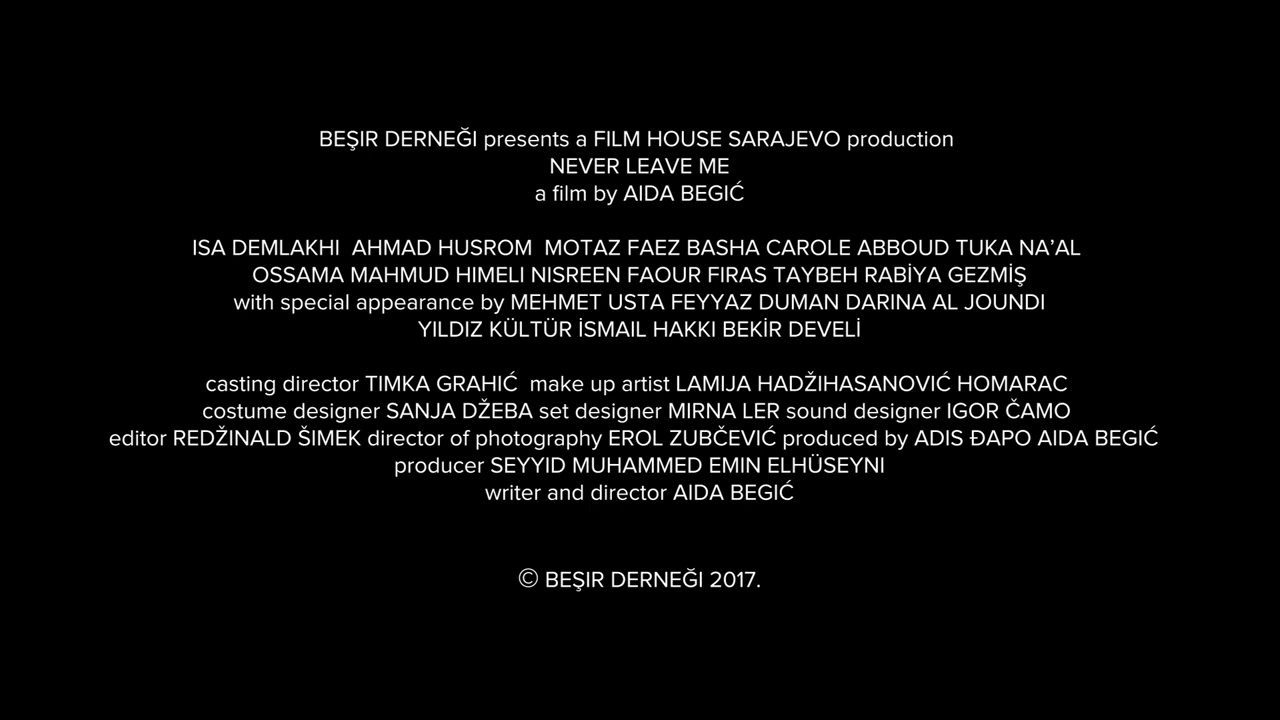 BEŞIR DERNEĞI presents a FILM HOUSE SARAJEVO production
NEVER LEAVE ME
a film by AIDA BEGIĆ
ISA DEMLAKHI  AHMAD HUSROM  MOTAZ FAEZ BASHA CAROLE ABBOUD TUKA NA’AL
OSSAMA MAHMUD HIMELI NISREEN FAOUR FIRAS TAYBEH RABİYA GEZMİŞ
with special appearance by MEHMET USTA FEYYAZ DUMAN DARINA AL JOUNDI
YILDIZ KÜLTÜR İSMAIL HAKKI BEKİR DEVELİ
casting director TIMKA GRAHIĆ  make up artist LAMIJA HADŽIHASANOVIĆ HOMARAC
costume designer SANJA DŽEBA set designer MIRNA LER sound designer IGOR ČAMO
editor REDŽINALD ŠIMEK director of photography EROL ZUBČEVIĆ produced by ADIS ĐAPO AIDA BEGIĆ
producer SEYYID MUHAMMED EMIN ELHÜSEYNI
writer and director AIDA BEGIĆ
© BEŞIR DERNEĞI 2017.